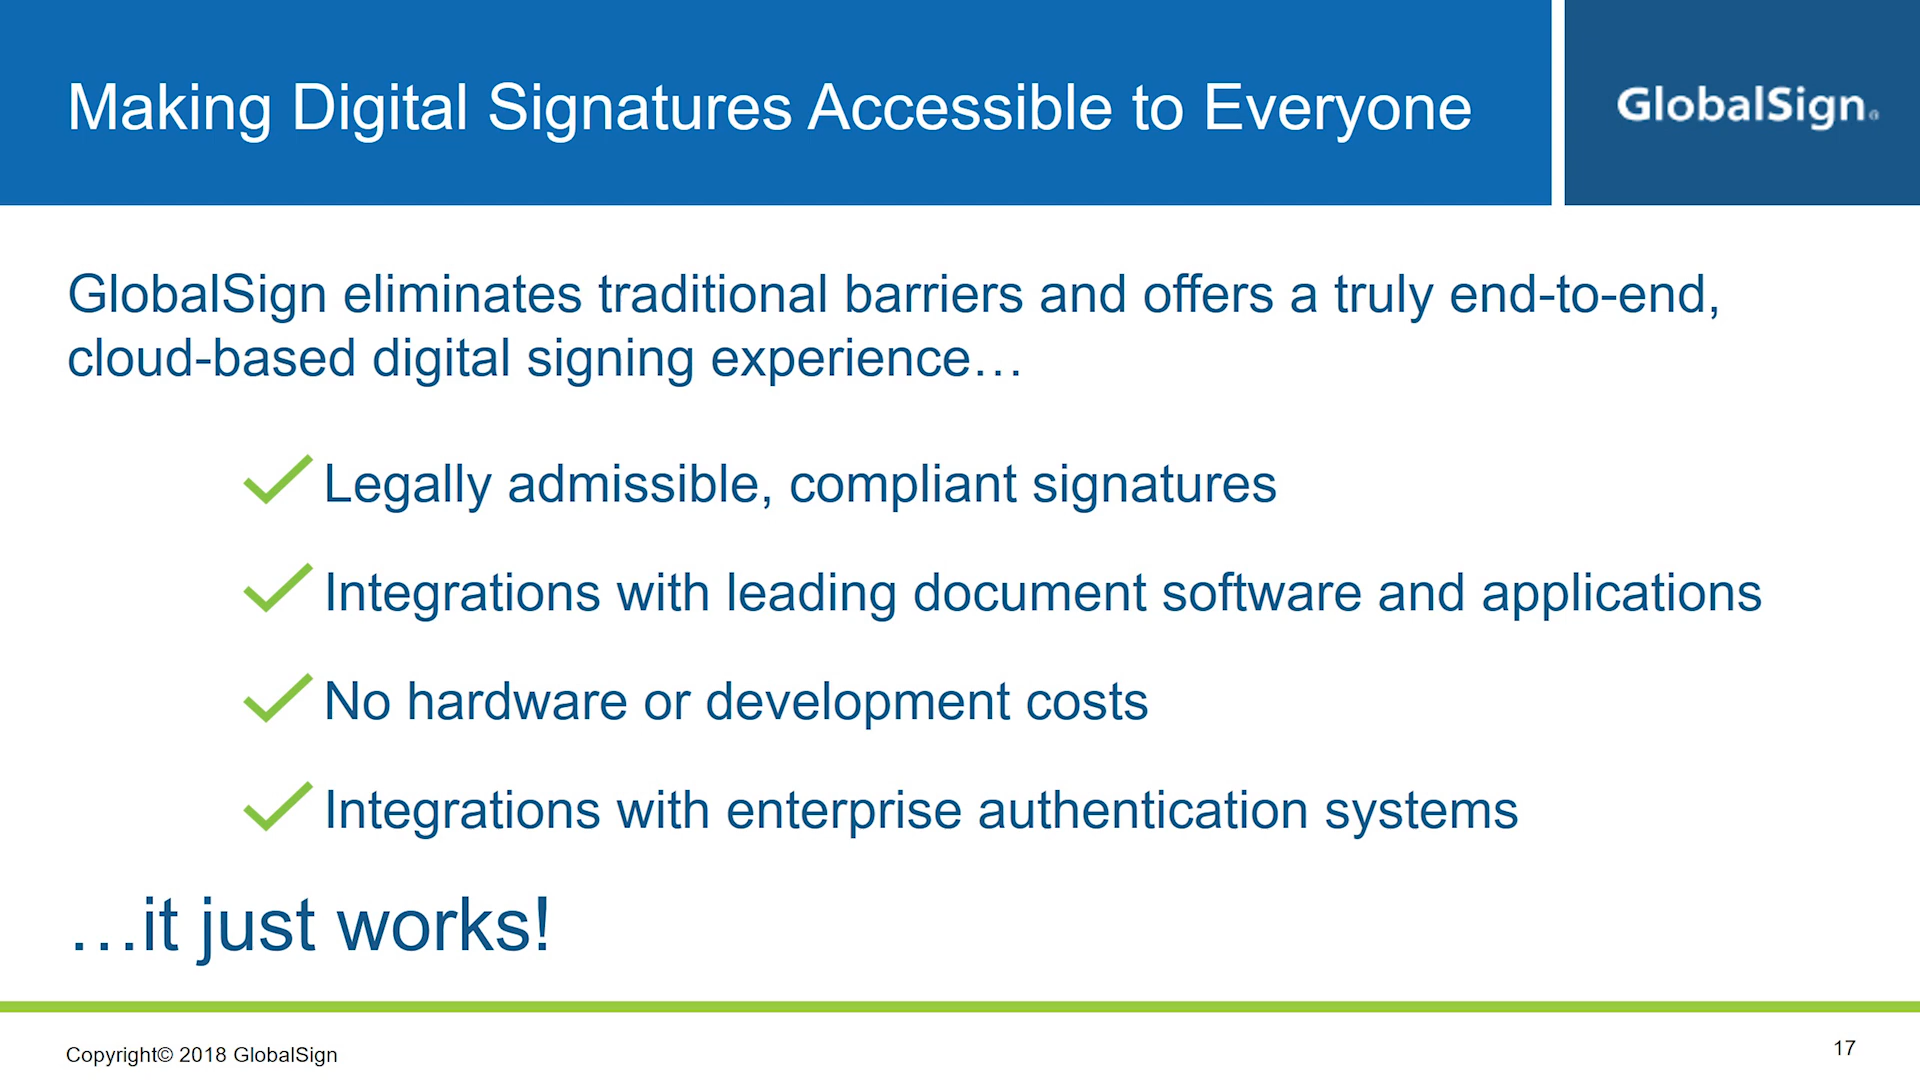 Making Digital Signatures Accessible to Everyone
GlobalSign
GlobalSign eliminates traditional barriers and offers a truly end-to-end,
cloud-based digital signing experience…
Legally admissible, compliant signatures
Integrations with leading document software and applications
No hardware or development costs
Integrations with enterprise authentication systems
…it just works!
Copyright© 2018 GlobalSign
17